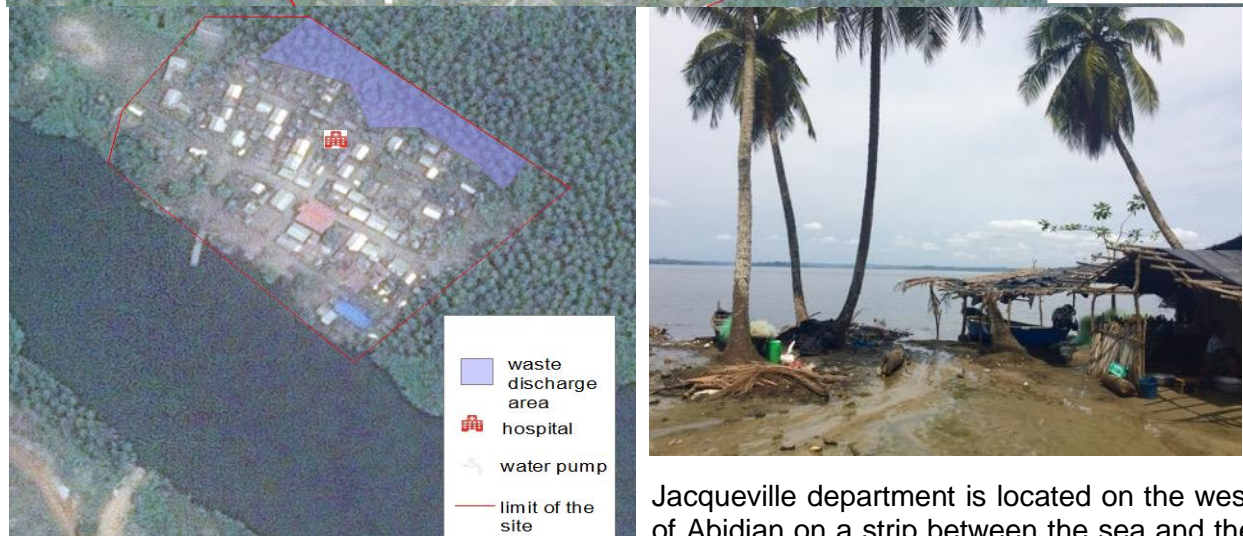 waste
discharge
area
hospital
water pump
limit of the
site
Jacqueville department is located on the wes
of Abidjan on a strip between the sea and the